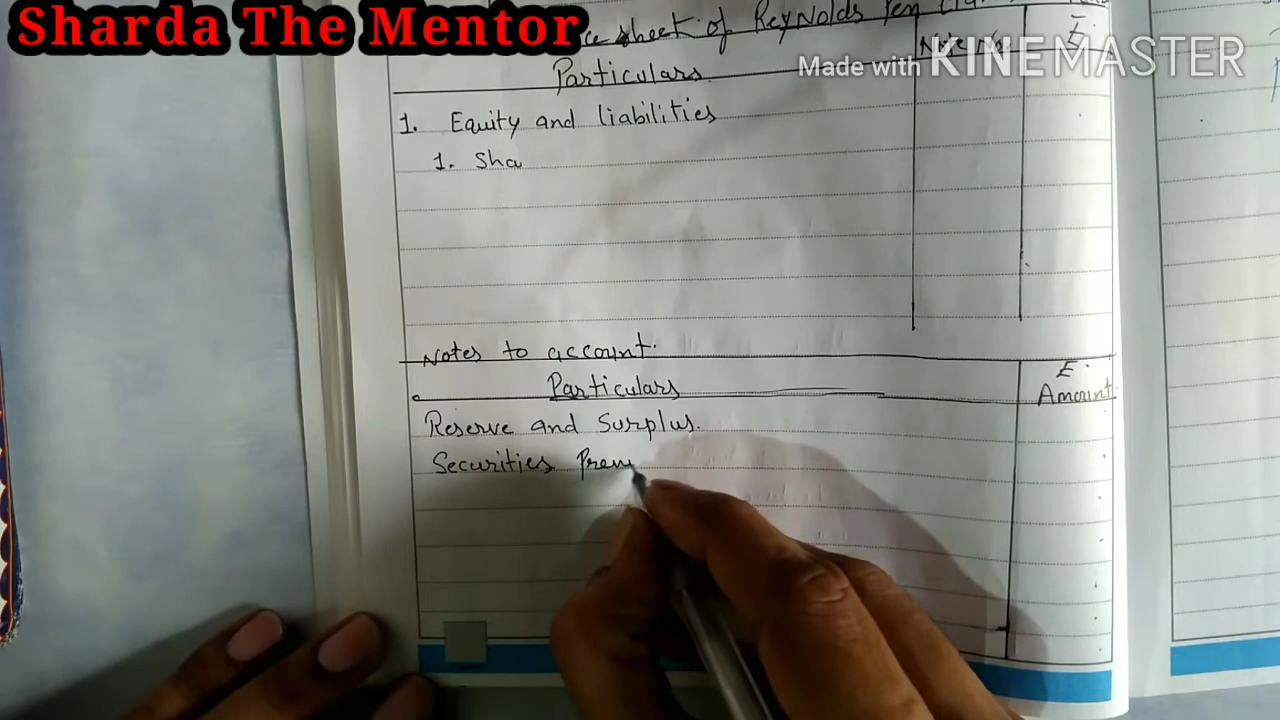 Sharda The Mentor
sheet of Reynolds Pen
Made with KINEMASTER
Particulars
1. Equity and liabilities
1. Sha
Notes to account.
Particulars
Amount
Reserve and Surplus.
Securities Prem